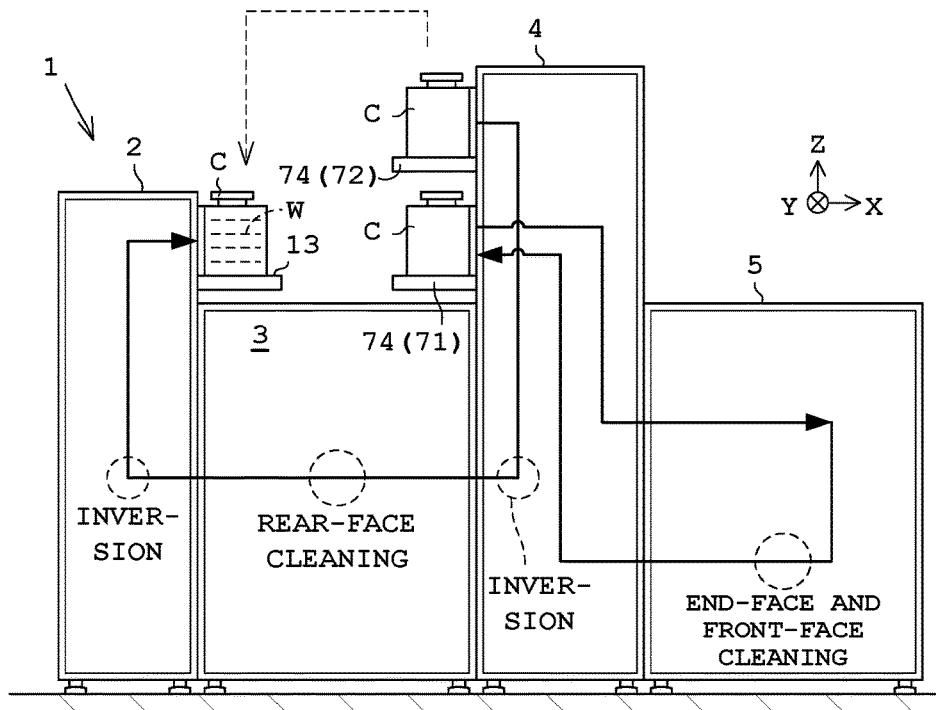 4
1
C
2
C
74(72)
Z
C
W
Y
X
C
13
5
3
74(71)
INVER-
SION
REAR-FACE
CLEANING
INVER-
SION
END-FACE AND
FRONT-FACE
CLEANING